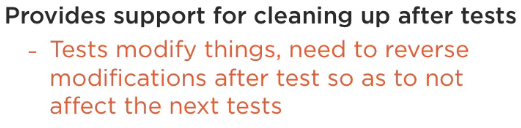 Provides support for cleaning up after tests
- Tests modify things, need to reverse
modifications after test so as to not
affect the next tests